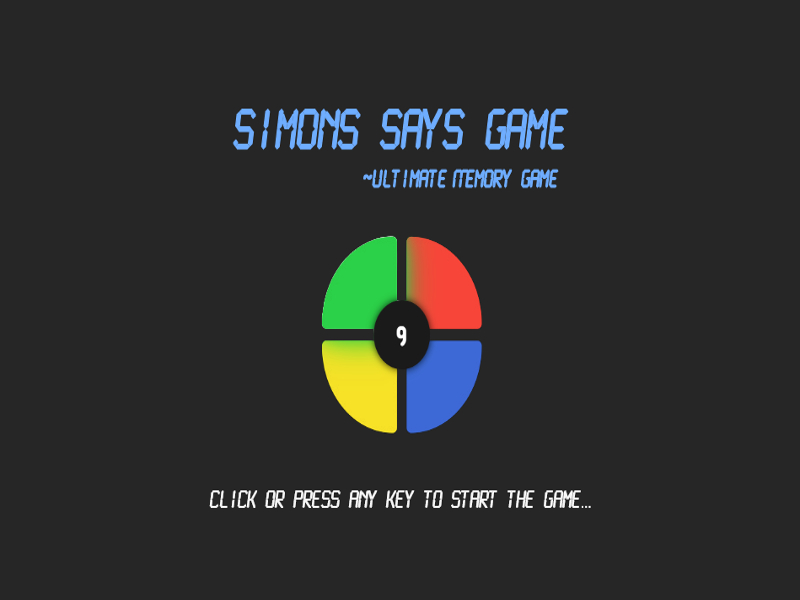 SIMONS SAYS GAME
~ULTIMATE MEMORY GAME
9
CLICK OR PRESS ANY KEY TO START THE GAME...